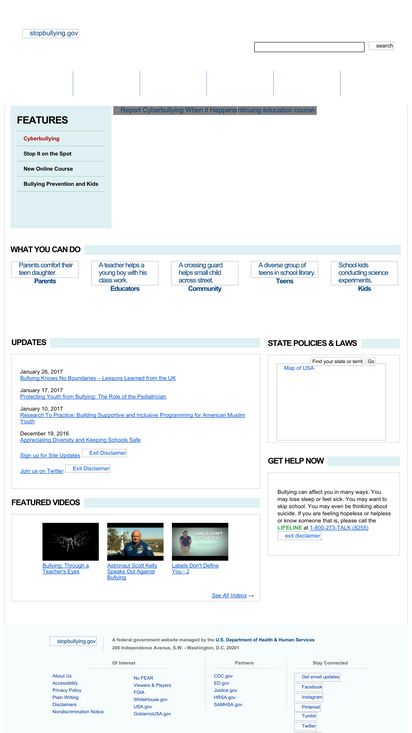 stopbullying.gov
search
Report Cyberbullying When it Happens
ntinuing education course.
FEATURES
Cyberbullying
Stop It on the Spot
New Online Course
Bullying Prevention and Kids
WHAT YOU CAN DO
Parents comfort their
teen daughter.
Parents
A teacher helps a
young boy with his
class work.
Educators
A crossing guard
helps small child
across street.
Community
A diverse group of
teens in school library.
Teens
School kids
conducting science
experiments.
Kids
UPDATES
January 26, 2017
Bullying Knows No Boundaries – Lessons Learned from the UK
January 17, 2017
Protecting Youth from Bullying: The Role of the Pediatrician
January 10, 2017
Research To Practice: Building Supportive and Inclusive Programming for American Muslim
Youth
December 19, 2016
Appreciating Diversity and Keeping Schools Safe
Sign up for Site Updates Exit Disclaimer
Join us on Twitter Exit Disclaimer
STATE POLICIES & LAWS
Find your state or territ Go
Map of USA
GET HELP NOW
Bullying can affect you in many ways. You
may lose sleep or feel sick. You may want to
skip school. You may even be thinking about
suicide. If you are feeling hopeless or helpless
or know someone that is, please call the
LIFELINE at 1-800-273-TALK (8255)
exit disclaimer
FEATURED VIDEOS
LABELS DON'T
DEFINE YOU
Bullying: Through a
Teacher's Eyes
Astronaut Scott Kelly
Speaks Out Against
Bullying
Labels Don't Define
You - 2
See All Videos →
stopbullying.gov
A federal government website managed by the U.S. Department of Health & Human Services
200 Independence Avenue, S.W. - Washington, D.C. 20201
About Us
Accessibility
Privacy Policy
Plain Writing
Disclaimers
Nondiscrimination Notice
Of Interest
No FEAR
Viewers & Players
FOIA
WhiteHouse.gov
USA.gov
GobiernoUSA.gov
Partners
CDC.gov
ED.gov
Justice.gov
HRSA.gov
SAMHSA.gov
Stay Connected
Get email updates
Facebook
Instagram
Pinterest
Tumblr
Twitter